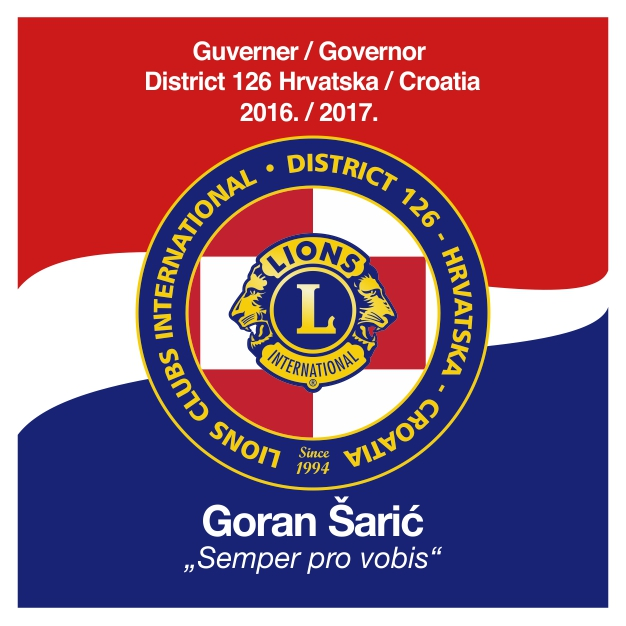 Guverner / Governor
District 126 Hrvatska / Croatia
2016. / 2017.
LIONS CLUBS INTERNATIONAL • DISTRICT 126 - HRVATSKA - CROATIA
LIONS
L
INTERNATIONAL
®
Since
1994
Goran Šarić
„Semper pro vobis“